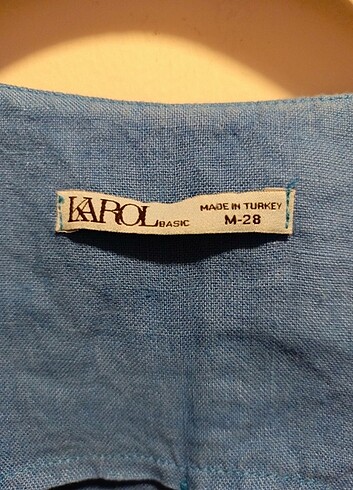 KAROL BASIC MADE IN TURKEY
M-28